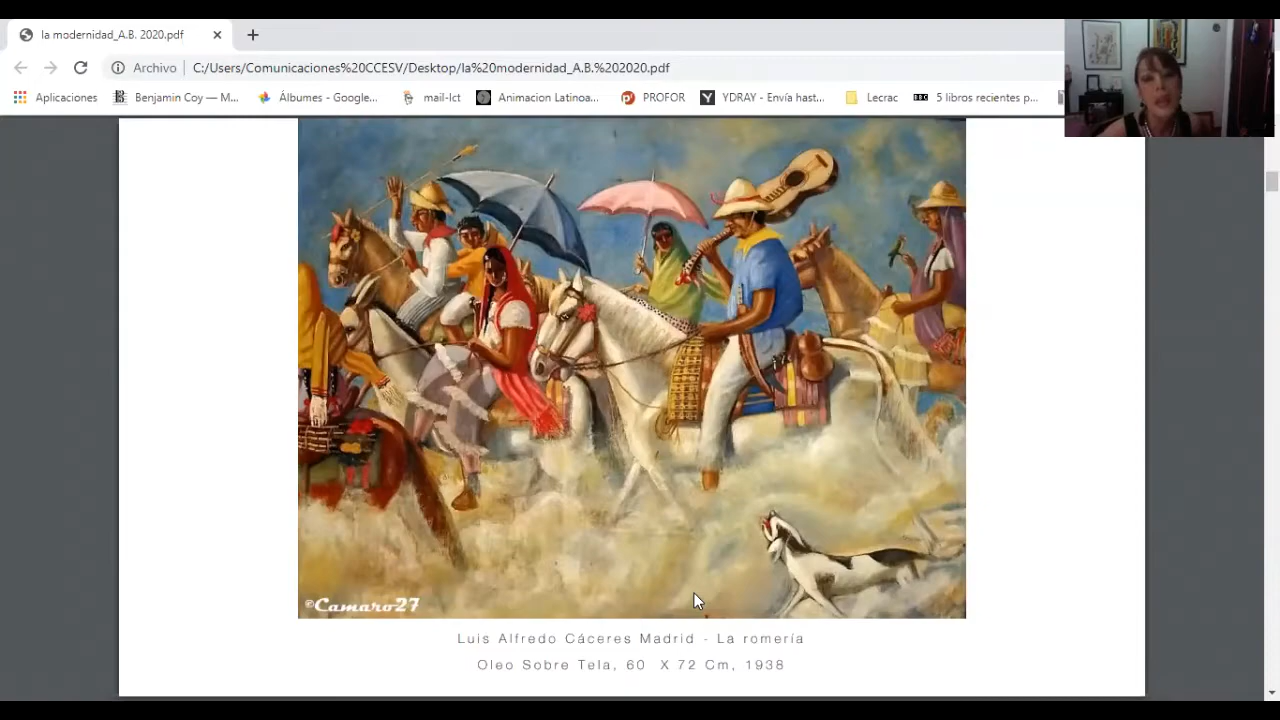 la modernidad_A.B. 2020.pdf
Archivo C:/Users/Comunicaciones%20CCESV/Desktop/la%20modernidad_A.B.%202020.pdf
Aplicaciones Benjamin Coy — M... Álbumes - Google... mail-lct Animacion Latinoa... PROFOR YDRAY - Envía hast... Lecrac BBC 5 libros recientes p...
©Camaro27
Luis Alfredo Cáceres Madrid - La romería
Oleo Sobre Tela, 60 X 72 Cm, 1938